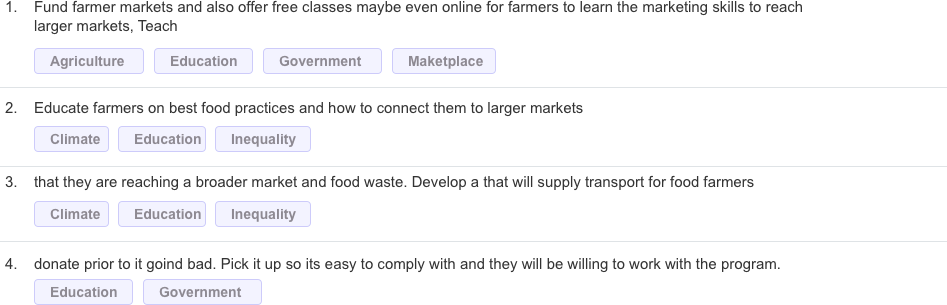 1. Fund farmer markets and also offer free classes maybe even online for farmers to learn the marketing skills to reach
larger markets, Teach
Agriculture Education Government Maketplace
2. Educate farmers on best food practices and how to connect them to larger markets
Climate Education Inequality
3. that they are reaching a broader market and food waste. Develop a that will supply transport for food farmers
Climate Education Inequality
4. donate prior to it goind bad. Pick it up so its easy to comply with and they will be willing to work with the program.
Education Government